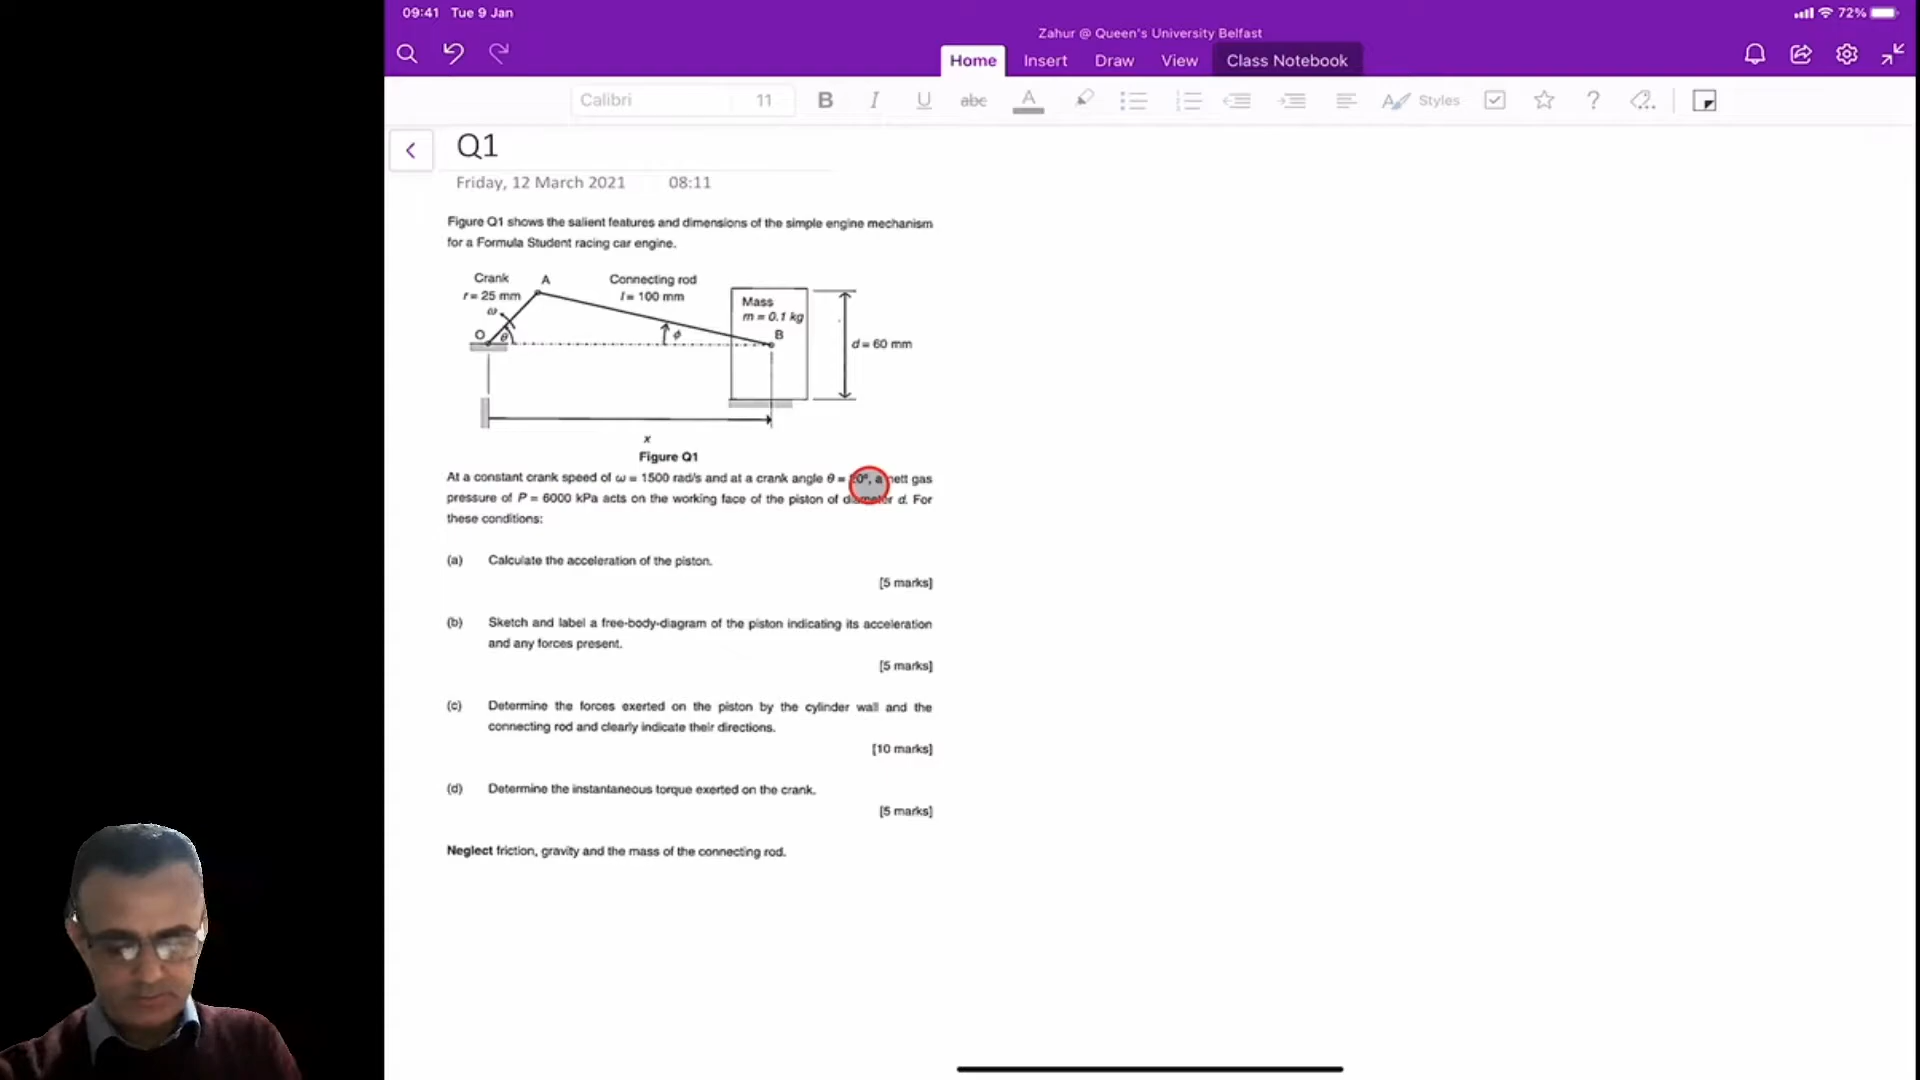 09:41 Tue 9 Jan
72%
Zahur @ Queen's University Belfast
Home Insert Draw View Class Notebook
Calibri 11 B I U abc A Styles ?
Q1
Friday, 12 March 2021 08:11
Figure Q1 shows the salient features and dimensions of the simple engine mechanism
for a Formula Student racing car engine.
Crank A Connecting rod
r = 25 mm l = 100 mm
Mass
m = 0.1 kg
ω
O θ ϕ B
d = 60 mm
x
Figure Q1
At a constant crank speed of ω = 1500 rad/s and at a crank angle θ = a nett gas
pressure of P = 6000 kPa acts on the working face of the piston of diameter d. For
these conditions:
(a) Calculate the acceleration of the piston.
[5 marks]
(b) Sketch and label a free-body-diagram of the piston indicating its acceleration
and any forces present.
[5 marks]
(c) Determine the forces exerted on the piston by the cylinder wall and the
connecting rod and clearly indicate their directions.
[10 marks]
(d) Determine the instantaneous torque exerted on the crank.
[5 marks]
Neglect friction, gravity and the mass of the connecting rod.